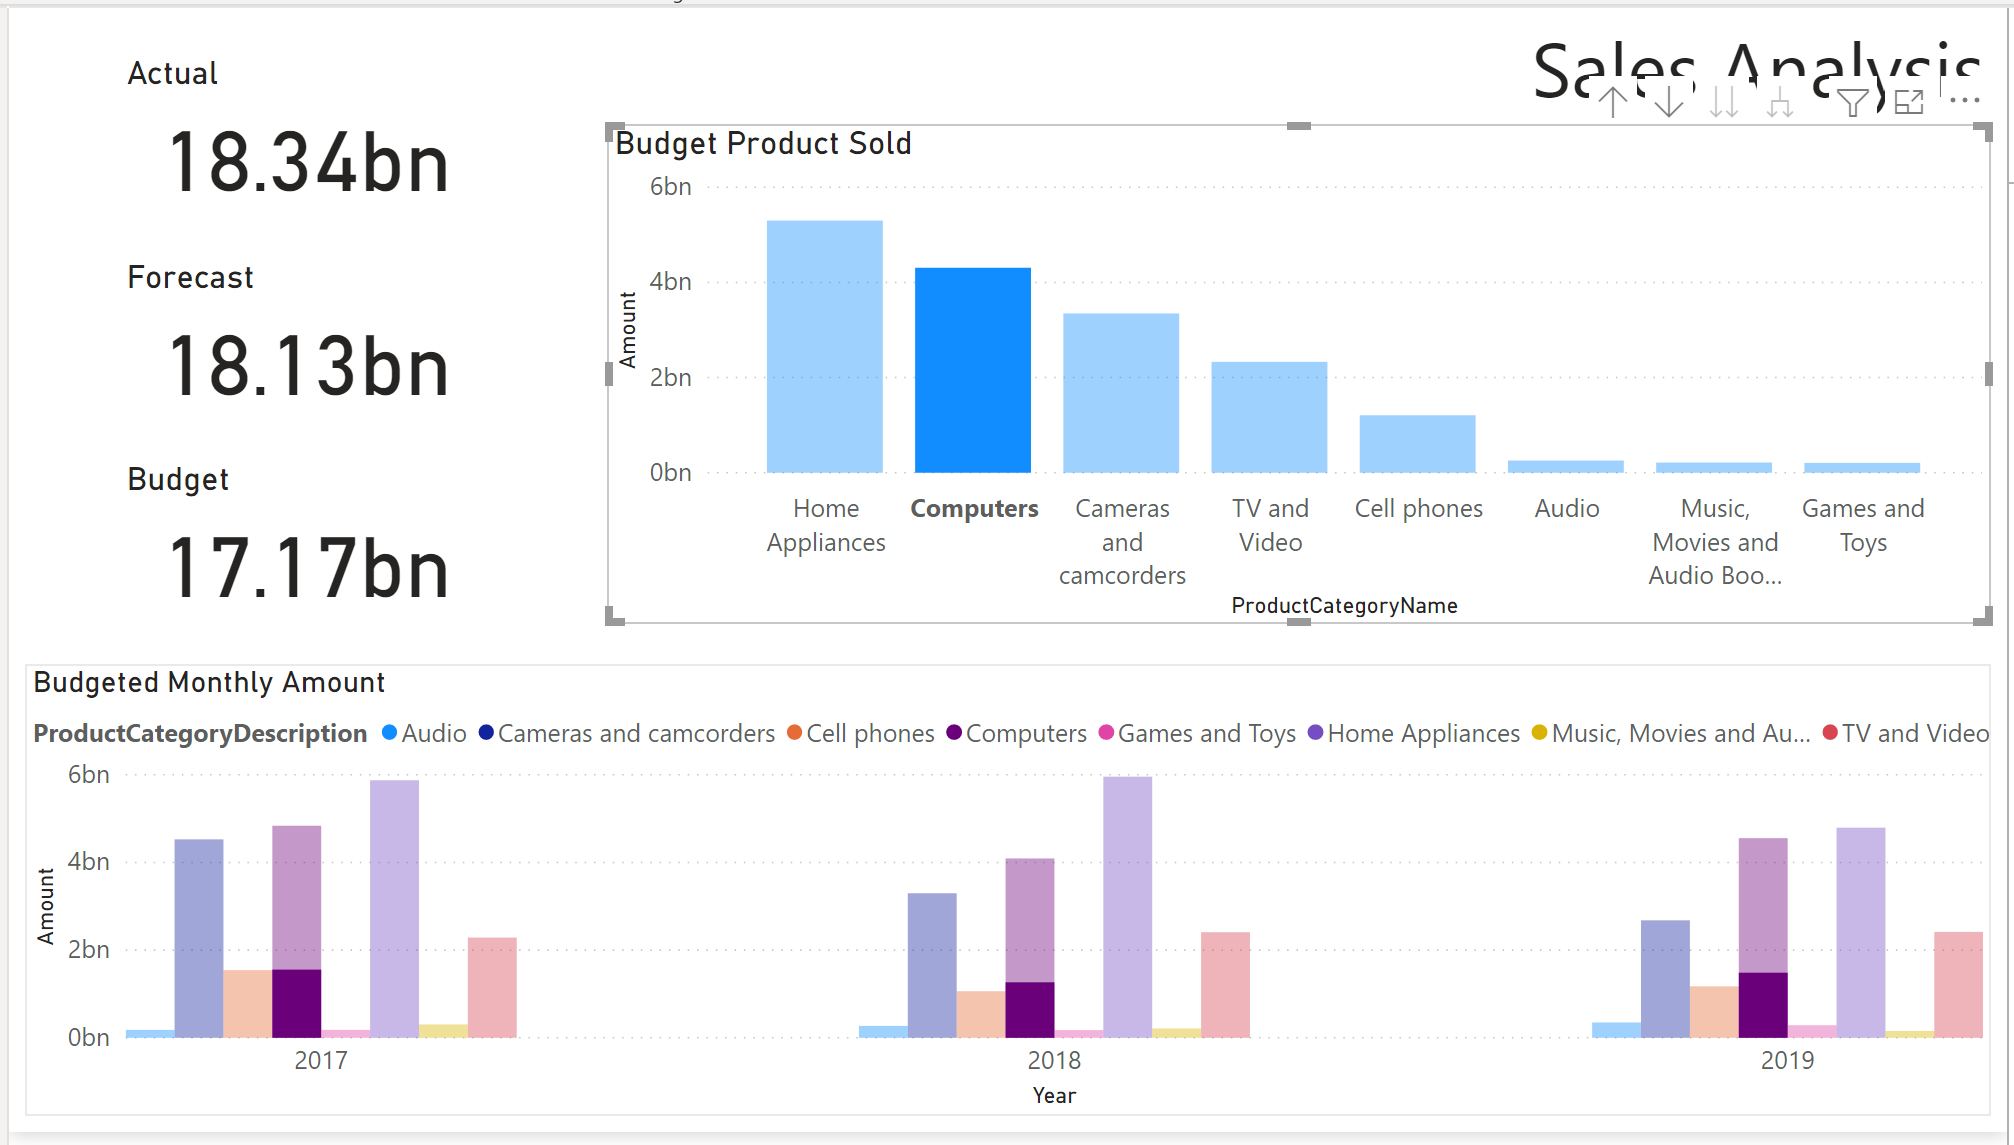 Sales Analysis
Actual
18.34bn
Forecast
18.13bn
Budget
17.17bn
Budget Product Sold
6bn
4bn
2bn
0bn
Amount
Home
Appliances
Computers
Cameras
and
camcorders
TV and
Video
Cell phones
Audio
Music,
Movies and
Audio Boo...
Games and
Toys
ProductCategoryName
Budgeted Monthly Amount
ProductCategoryDescription Audio Cameras and camcorders Cell phones Computers Games and Toys Home Appliances Music, Movies and Au... TV and Video
6bn
4bn
2bn
0bn
Amount
2017
2018
2019
Year